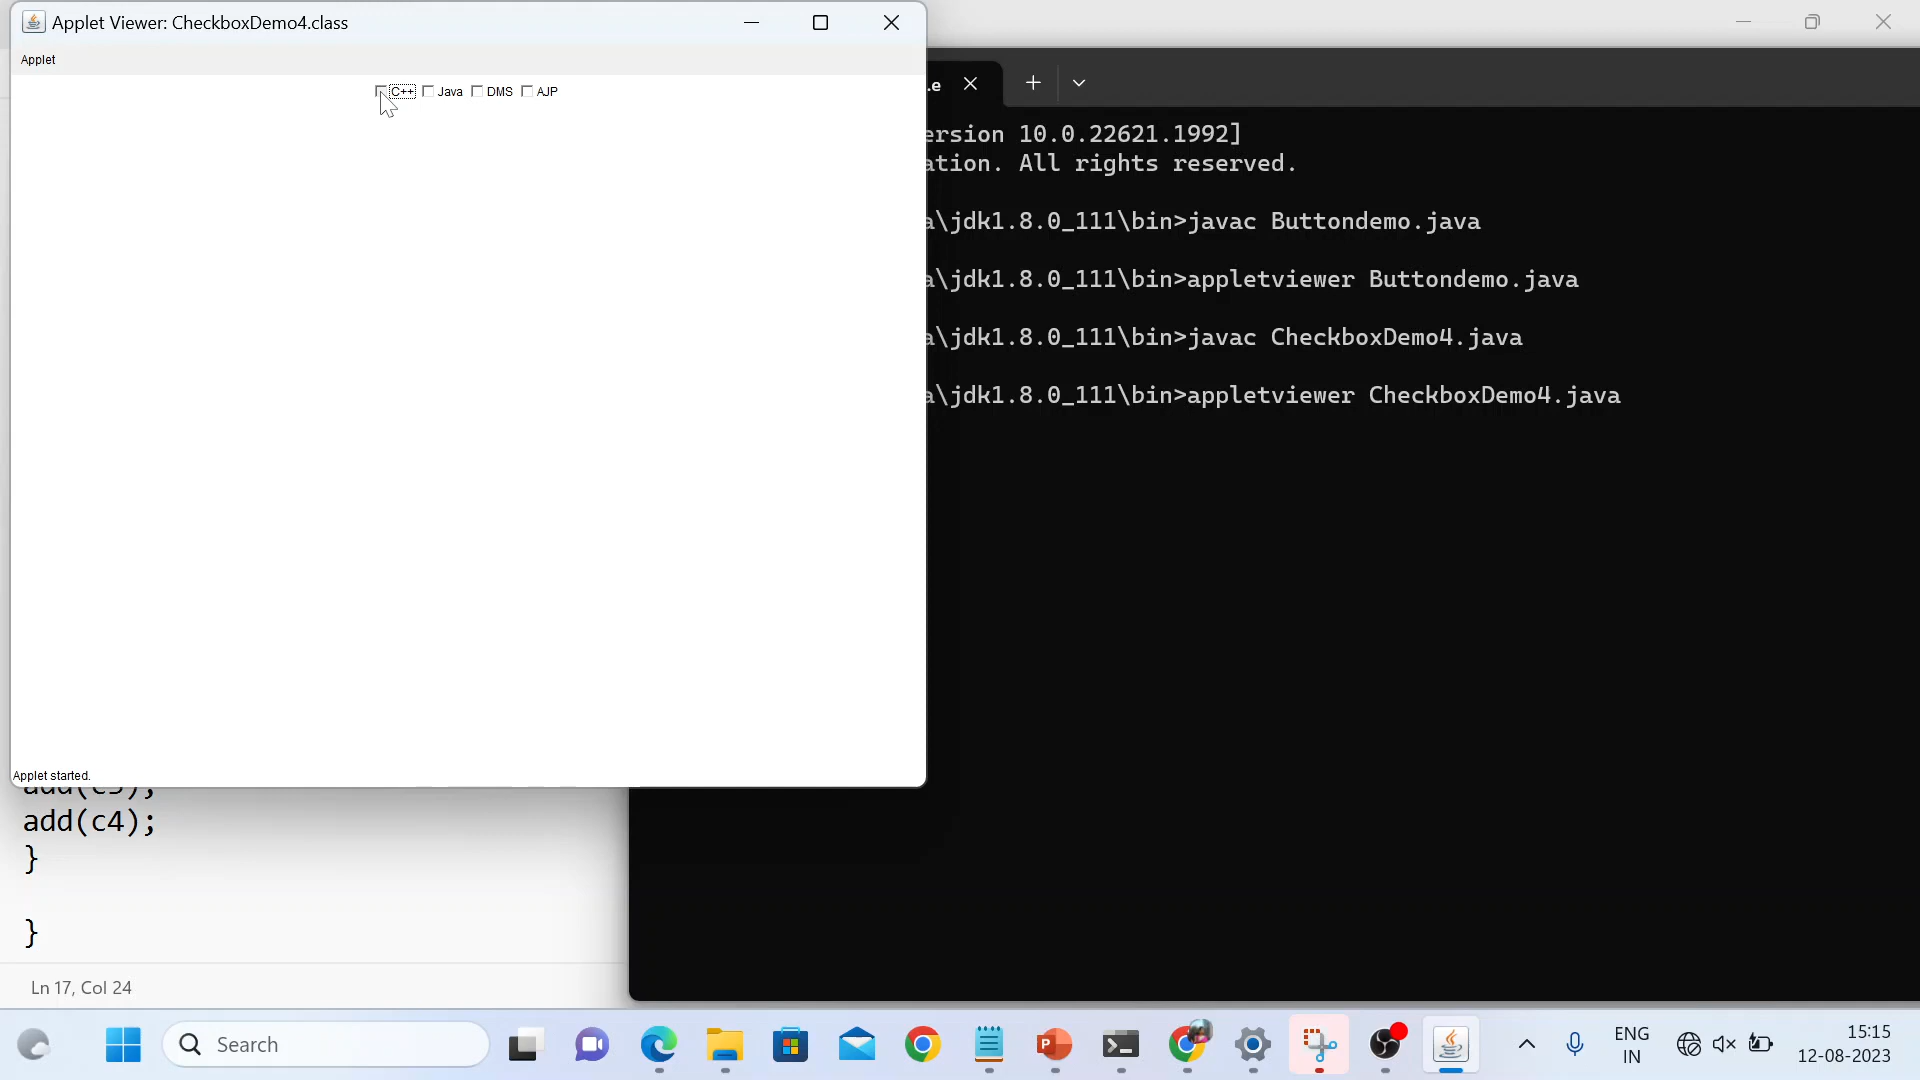 Applet Viewer: CheckboxDemo4.class
Applet
C++ Java DMS AJP
Applet started.
.e
ersion 10.0.22621.1992]
ation. All rights reserved.
a\jdk1.8.0_111\bin>javac Buttondemo.java
a\jdk1.8.0_111\bin>appletviewer Buttondemo.java
a\jdk1.8.0_111\bin>javac CheckboxDemo4.java
a\jdk1.8.0_111\bin>appletviewer CheckboxDemo4.java
add(c3);
add(c4);
}
}
Ln 17, Col 24
Search
ENG
IN
15:15
12-08-2023